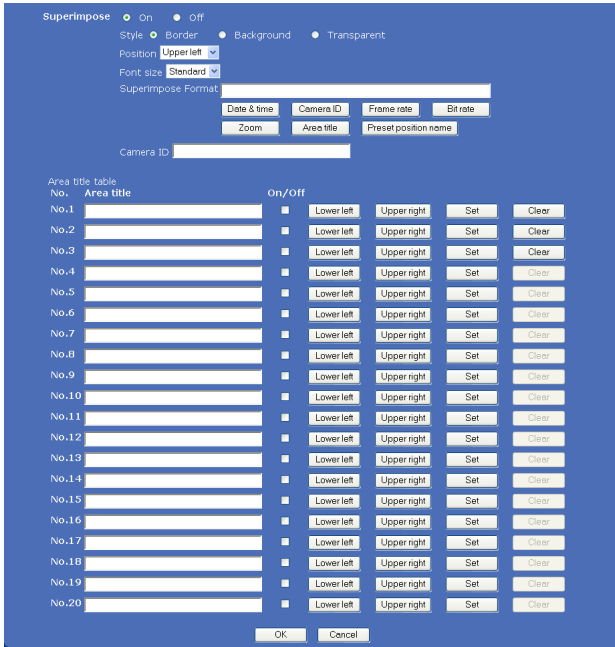 Superimpose On Off
Style Border Background Transparent
Position Upper left
Font size Standard
Superimpose Format
Date & time Camera ID Frame rate Bit rate
Zoom Area title Preset position name
Camera ID
Area title table
No. Area title On/Off
No.1 Lower left Upper right Set Clear
No.2 Lower left Upper right Set Clear
No.3 Lower left Upper right Set Clear
No.4 Lower left Upper right Set Clear
No.5 Lower left Upper right Set Clear
No.6 Lower left Upper right Set Clear
No.7 Lower left Upper right Set Clear
No.8 Lower left Upper right Set Clear
No.9 Lower left Upper right Set Clear
No.10 Lower left Upper right Set Clear
No.11 Lower left Upper right Set Clear
No.12 Lower left Upper right Set Clear
No.13 Lower left Upper right Set Clear
No.14 Lower left Upper right Set Clear
No.15 Lower left Upper right Set Clear
No.16 Lower left Upper right Set Clear
No.17 Lower left Upper right Set Clear
No.18 Lower left Upper right Set Clear
No.19 Lower left Upper right Set Clear
No.20 Lower left Upper right Set Clear
OK Cancel